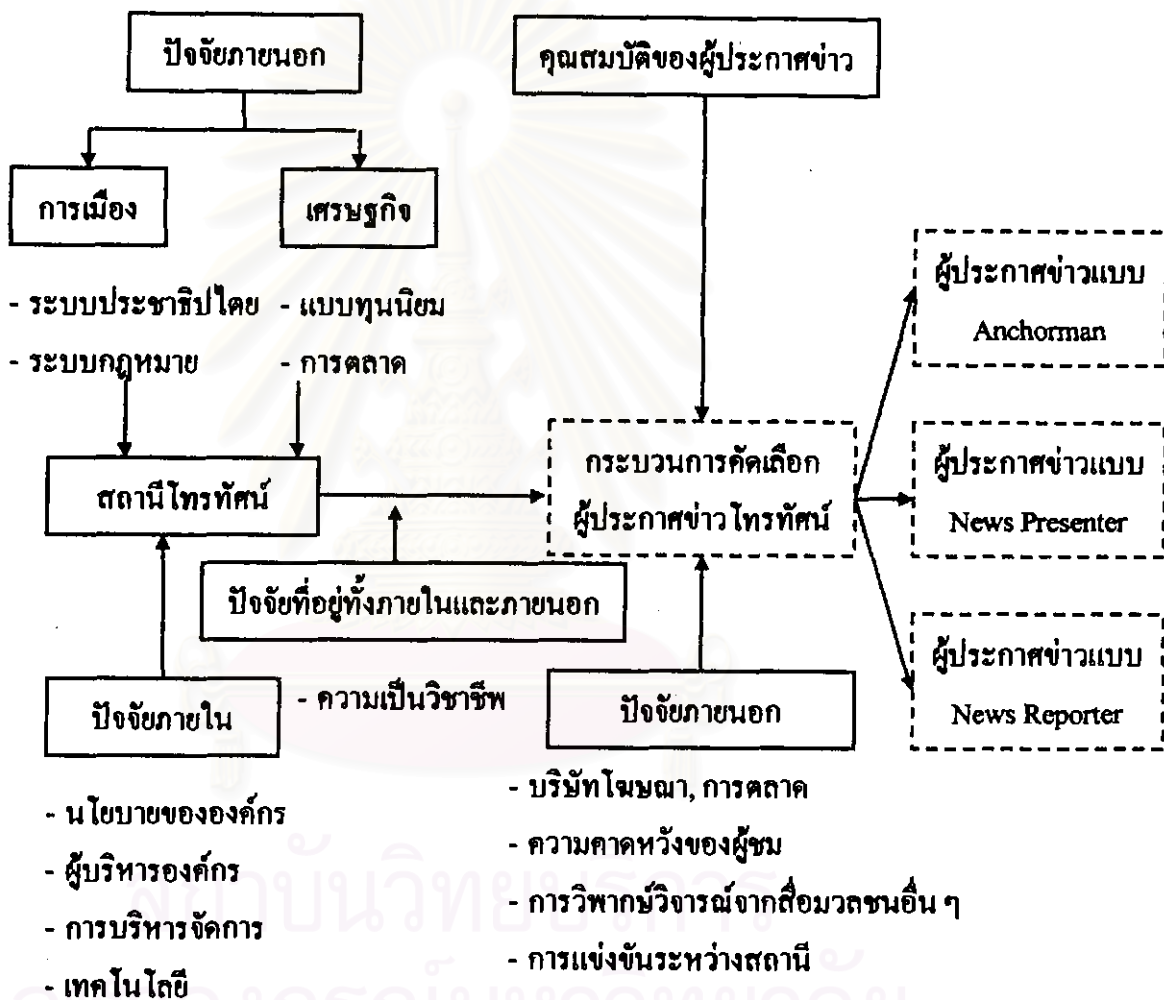 ปัจจัยภายนอก
คุณสมบัติของผู้ประกาศข่าว
การเมือง
เศรษฐกิจ
- ระบบประชาธิปไตย
- ระบบกฎหมาย
- แบบทุนนิยม
- การตลาด
สถานีโทรทัศน์
กระบวนการคัดเลือก
ผู้ประกาศข่าวโทรทัศน์
ผู้ประกาศข่าวแบบ
Anchorman
ผู้ประกาศข่าวแบบ
News Presenter
ผู้ประกาศข่าวแบบ
News Reporter
ปัจจัยที่อยู่ทั้งภายในและภายนอก
- ความเป็นวิชาชีพ
ปัจจัยภายใน
- นโยบายขององค์กร
- ผู้บริหารองค์กร
- การบริหารจัดการ
- เทคโนโลยี
ปัจจัยภายนอก
- บริษัทโฆษณา, การตลาด
- ความคาดหวังของผู้ชม
- การวิพากษ์วิจารณ์จากสื่อมวลชนอื่น ๆ
- การแข่งขันระหว่างสถานี
สถาบันวิทยบริการ